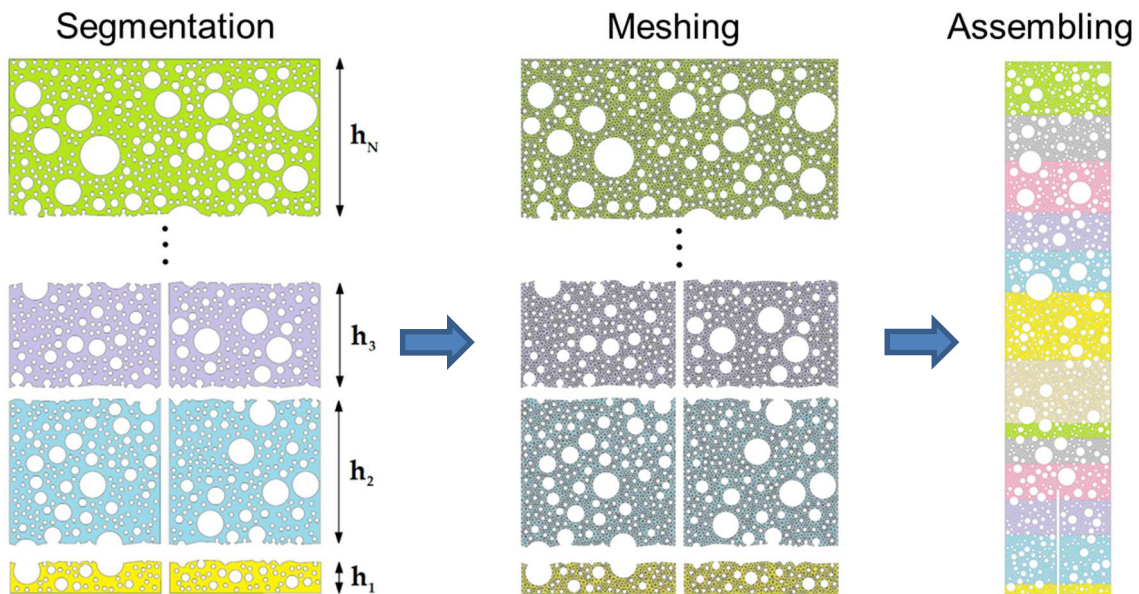 Segmentation
Meshing
Assembling
hN
h3
h2
h1